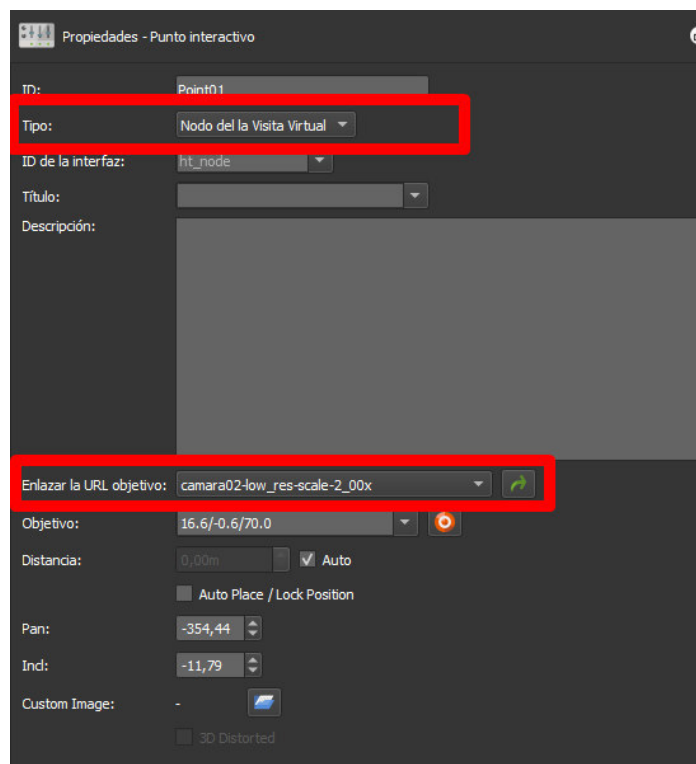 Propiedades - Punto interactivo
ID: Point01
Tipo: Nodo del la Visita Virtual
ID de la interfaz: ht_node
Título:
Descripción:
Enlazar la URL objetivo: camara02-low_res-scale-2_00x
Objetivo: 16.6/-0.6/70.0
Distancia: 0,00m Auto
Auto Place / Lock Position
Pan: -354,44
Incl: -11,79
Custom Image: -
3D Distorted